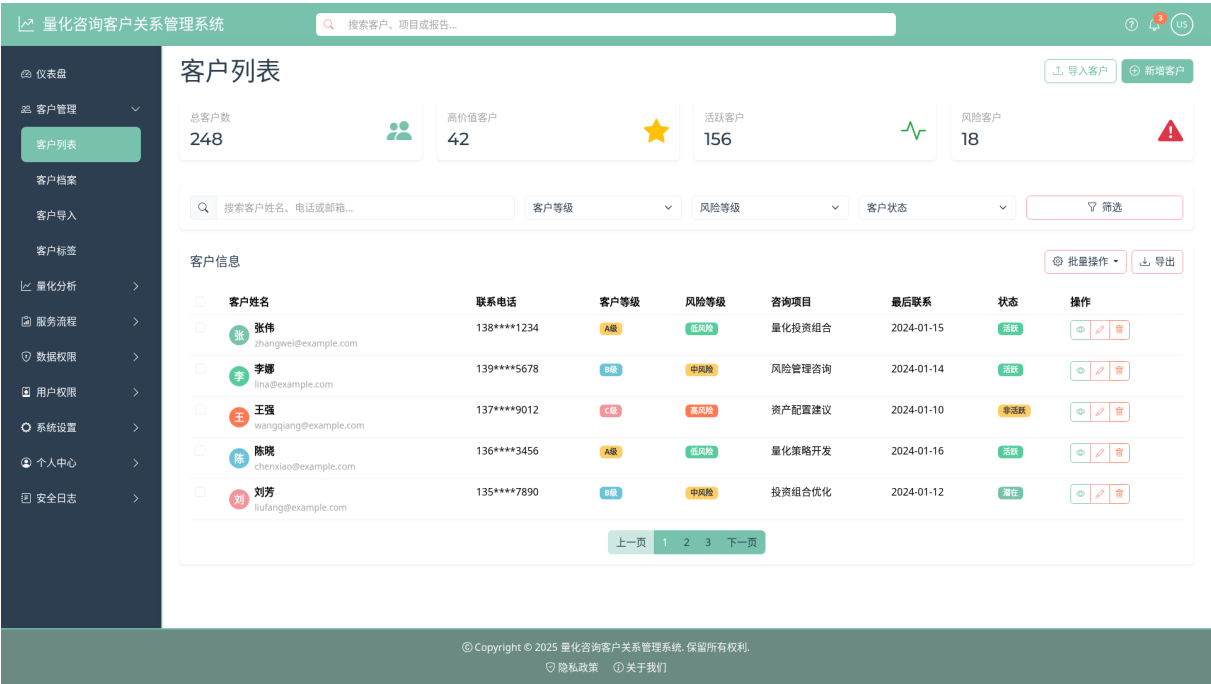 量化咨询客户关系管理系统
搜索客户、项目或报告...
3
US
仪表盘
客户管理
客户列表
客户档案
客户导入
客户标签
量化分析
服务流程
数据权限
用户权限
系统设置
个人中心
安全日志
客户列表
导入客户
新增客户
总客户数
248
高价值客户
42
活跃客户
156
风险客户
18
搜索客户姓名、电话或邮箱...
客户等级
风险等级
客户状态
筛选
客户信息
批量操作
导出
客户姓名 联系电话 客户等级 风险等级 咨询项目 最后联系 状态 操作
张 张伟 138****1234 A级 低风险 量化投资组合 2024-01-15 活跃
zhangwei@example.com
李 李娜 139****5678 B级 中风险 风险管理咨询 2024-01-14 活跃
lina@example.com
王 王强 137****9012 C级 高风险 资产配置建议 2024-01-10 非活跃
wangqiang@example.com
陈 陈晓 136****3456 A级 低风险 量化策略开发 2024-01-16 活跃
chenxiao@example.com
刘 刘芳 135****7890 B级 中风险 投资组合优化 2024-01-12 潜在
liufang@example.com
上一页 1 2 3 下一页
© Copyright © 2025 量化咨询客户关系管理系统. 保留所有权利.
隐私政策 关于我们